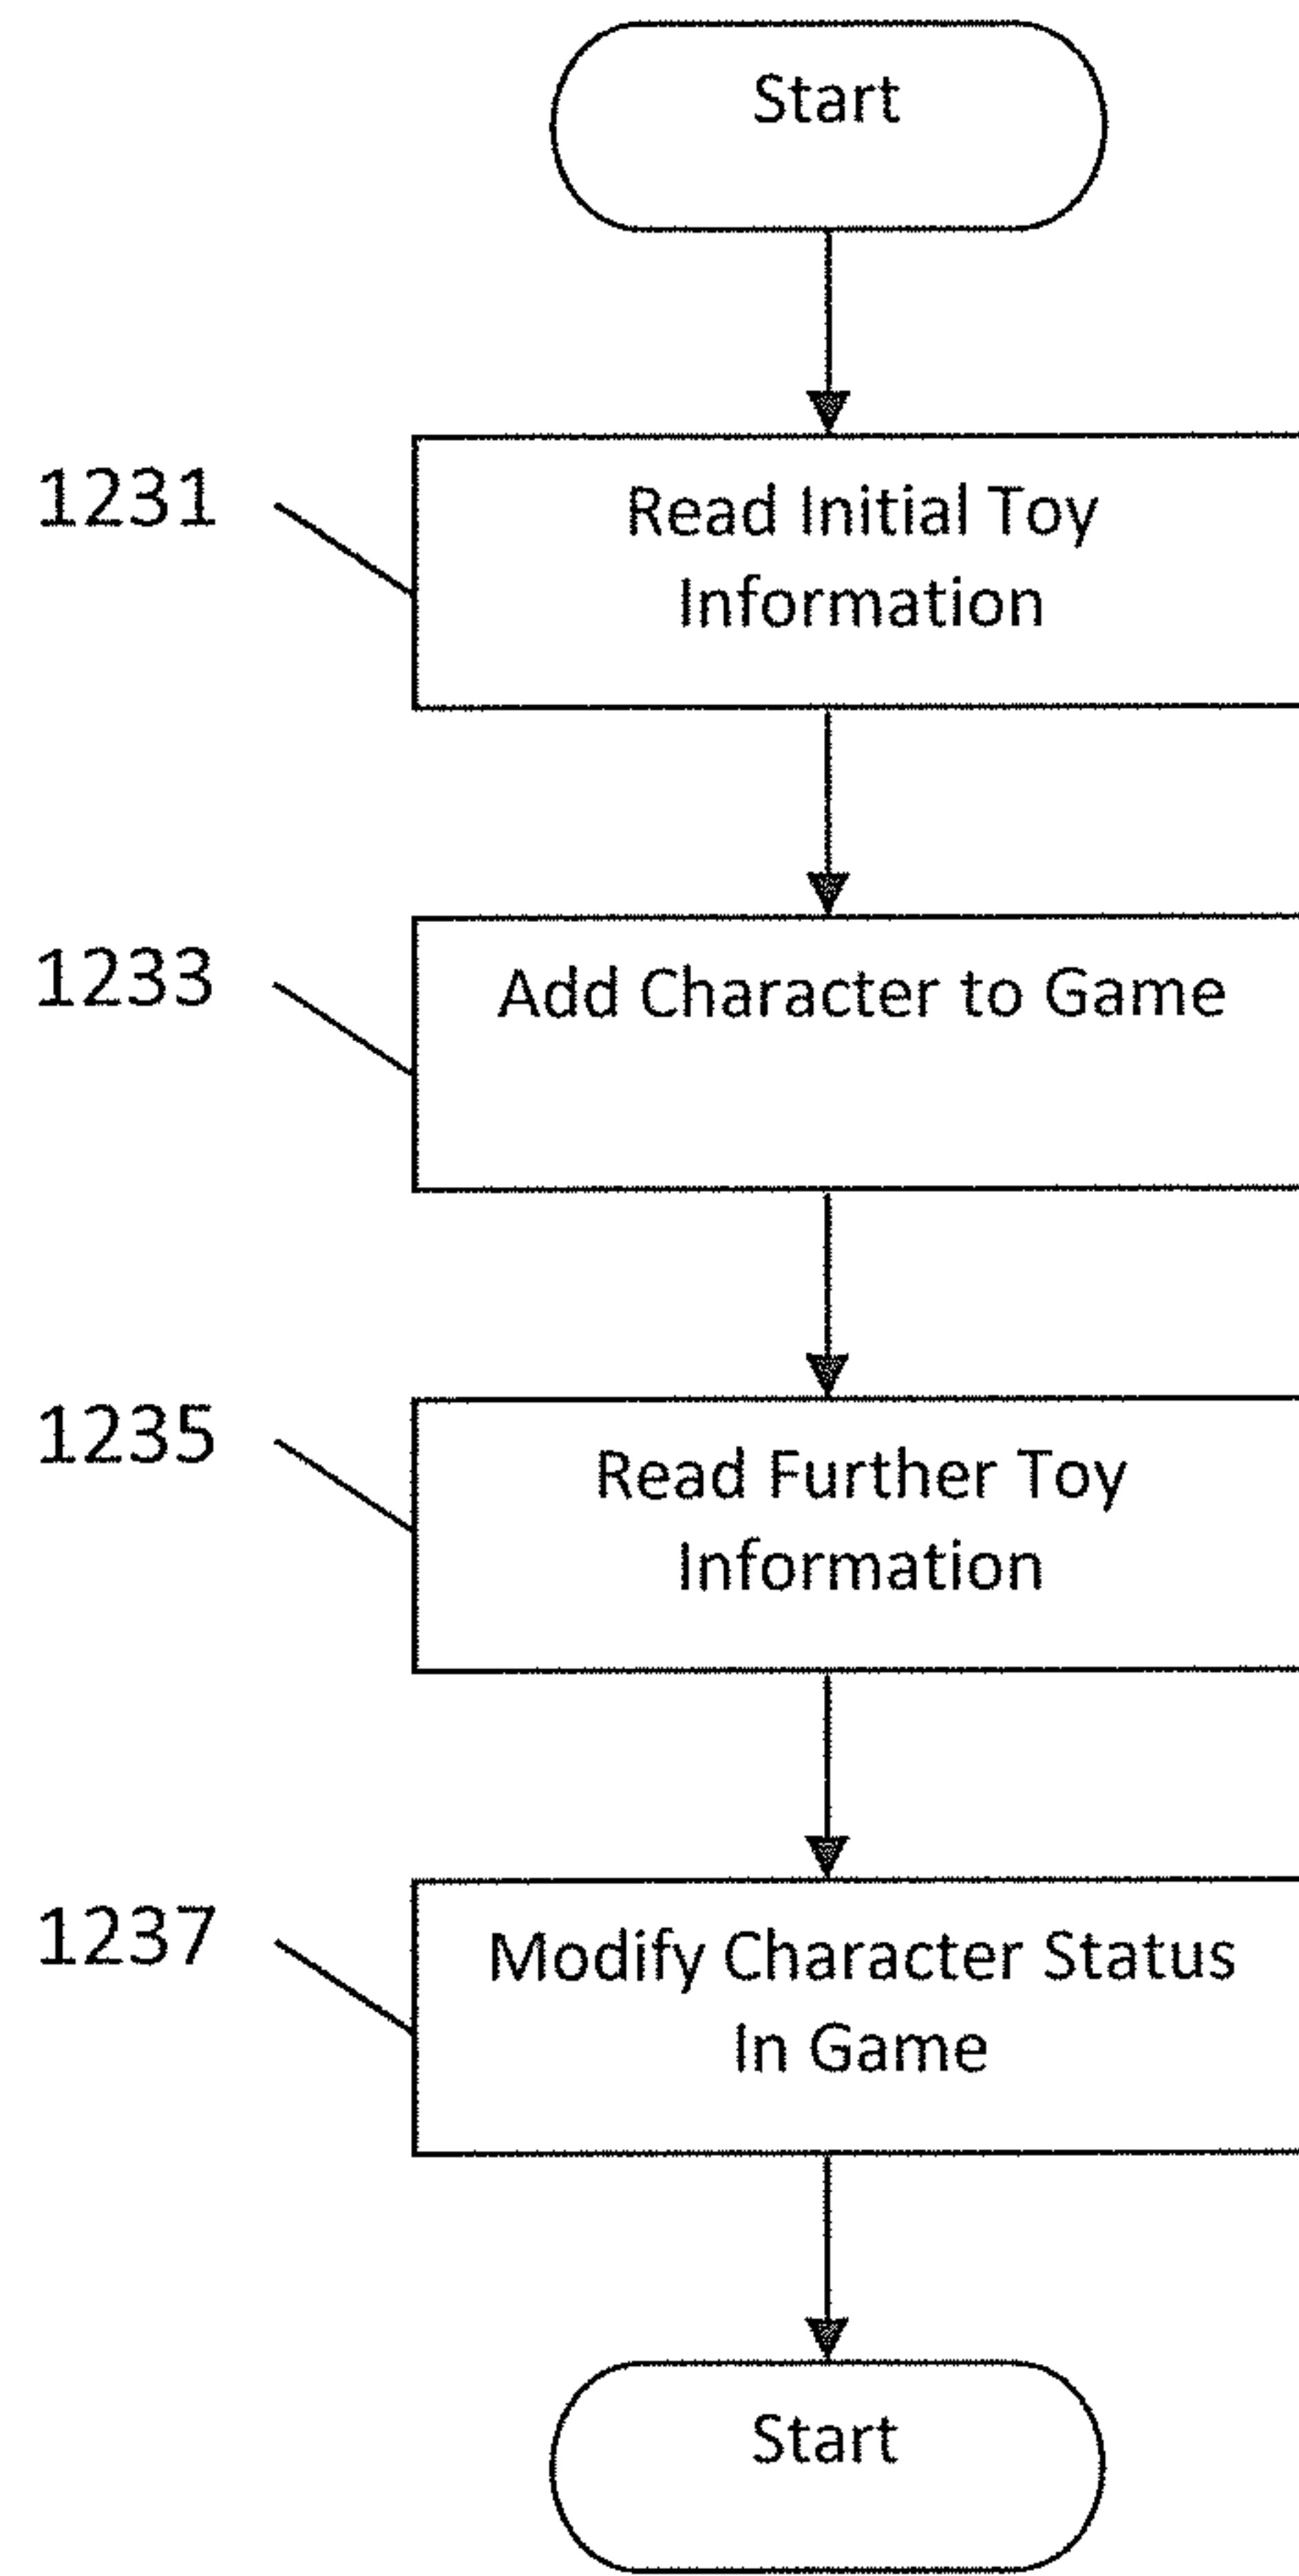 Start
1231
Read Initial Toy
Information
1233
Add Character to Game
1235
Read Further Toy
Information
1237
Modify Character Status
In Game
Start